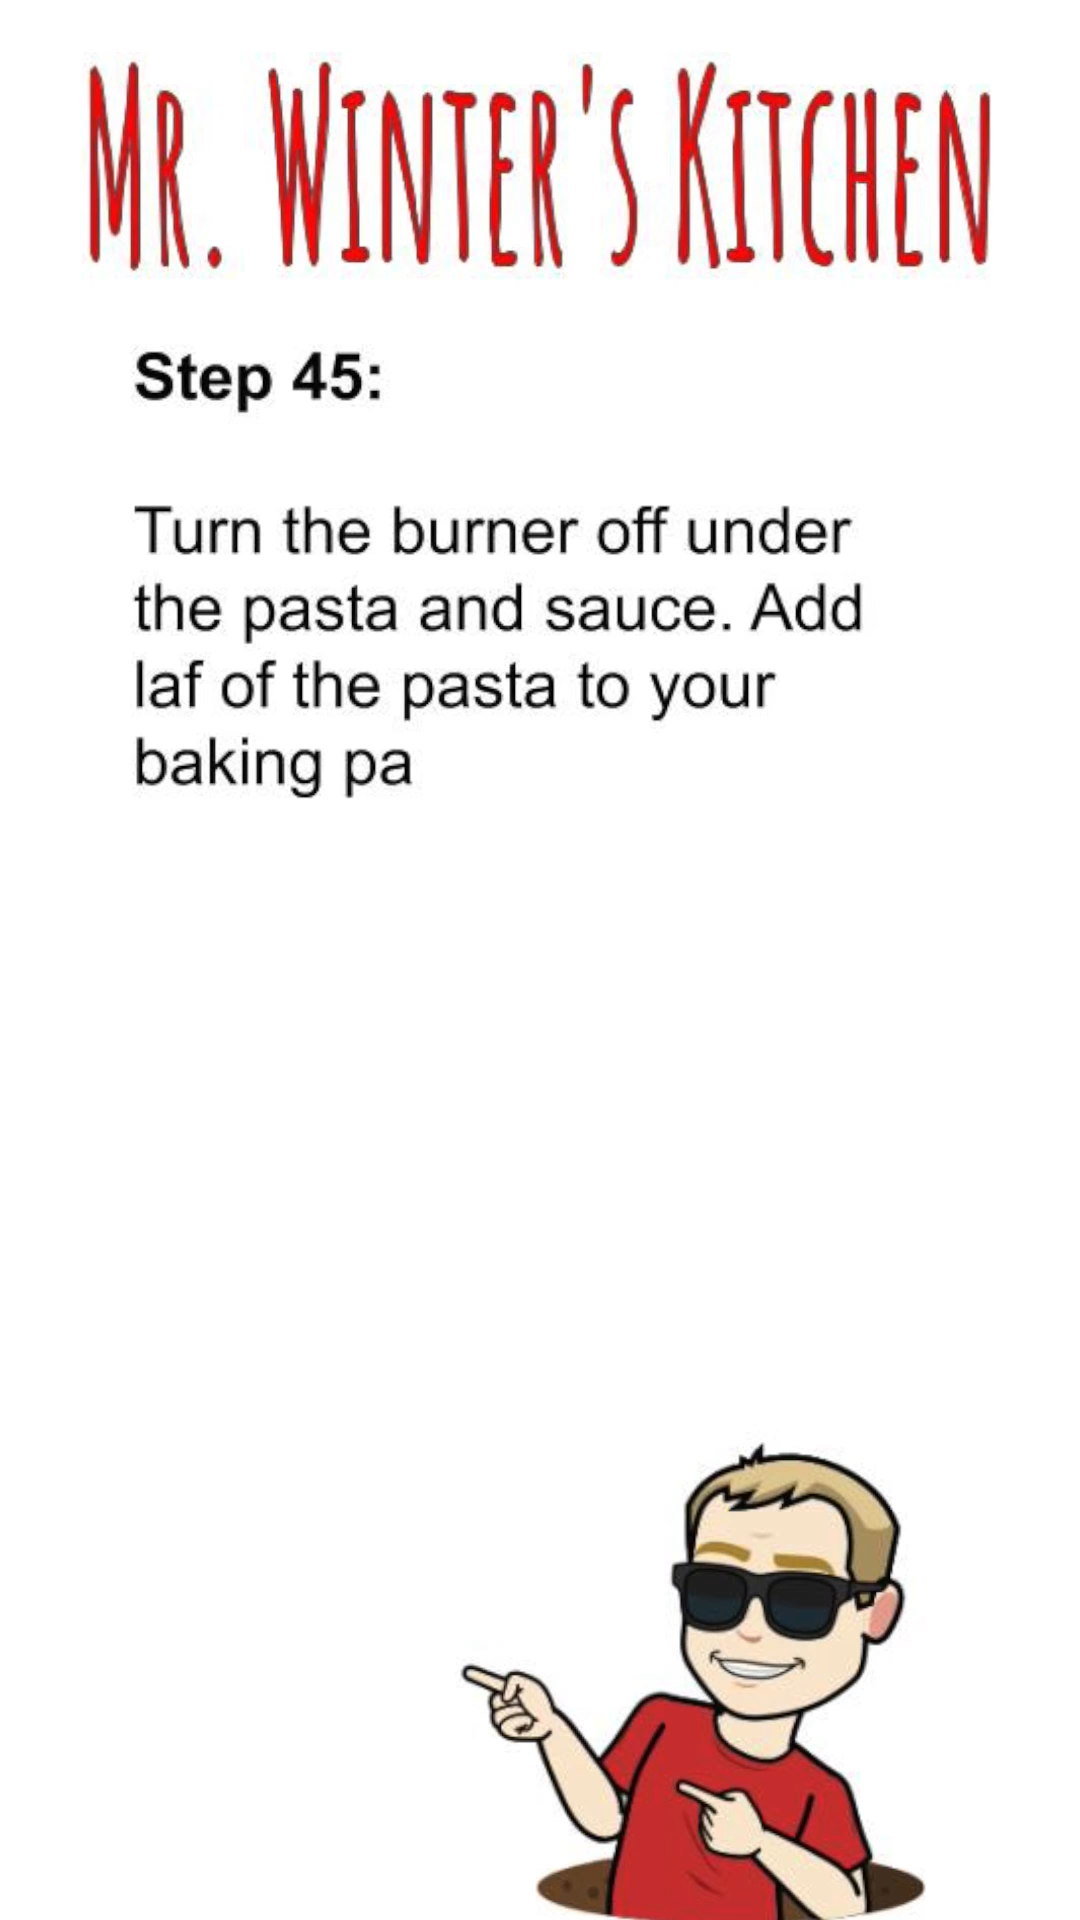 Mr. Winter's Kitchen
Step 45:
Turn the burner off under
the pasta and sauce. Add
laf of the pasta to your
baking pa